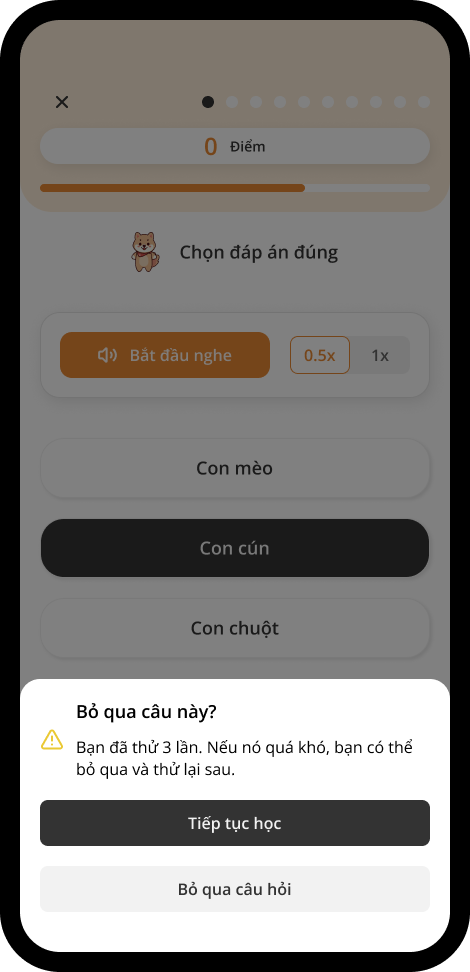 0 Điểm
Chọn đáp án đúng
Bắt đầu nghe 0.5x 1x
Con mèo
Con cún
Con chuột
Bỏ qua câu này?
Bạn đã thử 3 lần. Nếu nó quá khó, bạn có thể
bỏ qua và thử lại sau.
Tiếp tục học
Bỏ qua câu hỏi